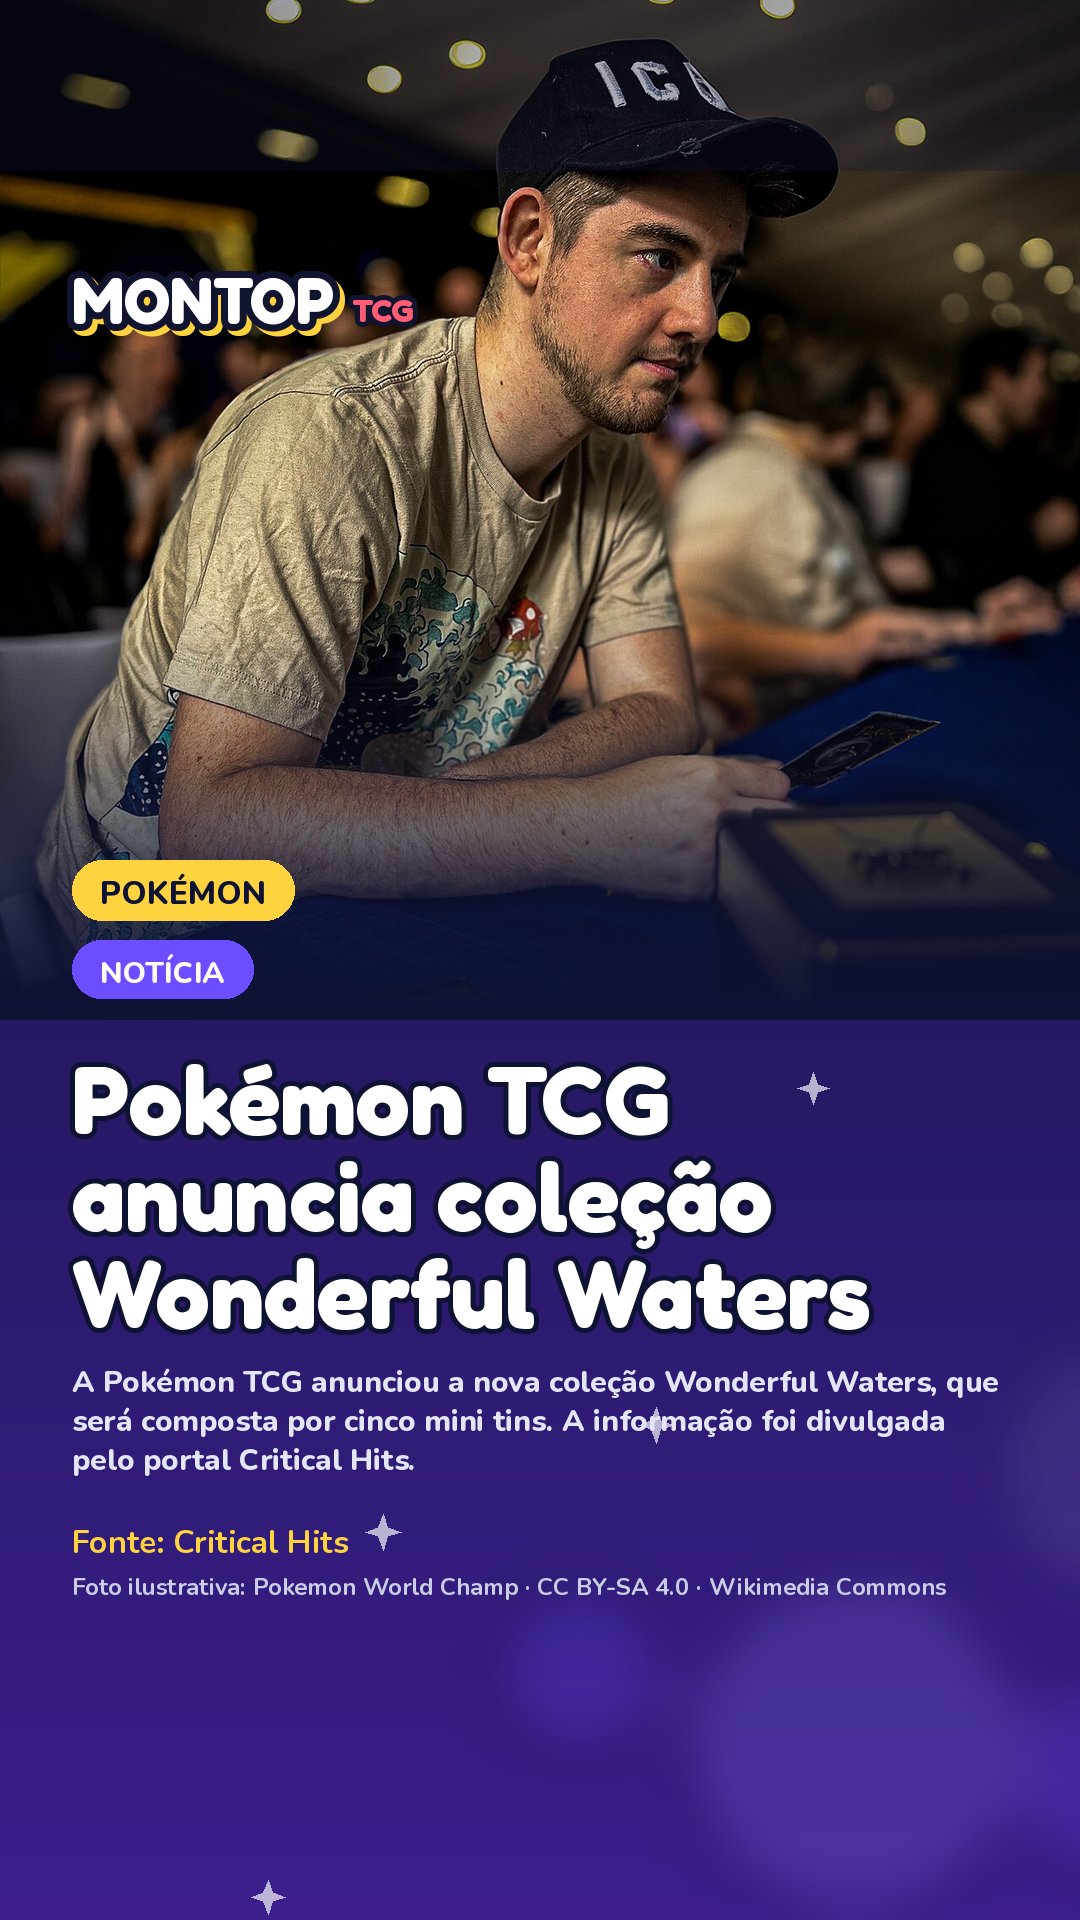 MONTOP TCG
POKÉMON
NOTÍCIA
Pokémon TCG
anuncia coleção
Wonderful Waters
A Pokémon TCG anunciou a nova coleção Wonderful Waters, que
será composta por cinco mini tins. A informação foi divulgada
pelo portal Critical Hits.
Fonte: Critical Hits
Foto ilustrativa: Pokemon World Champ · CC BY-SA 4.0 · Wikimedia Commons